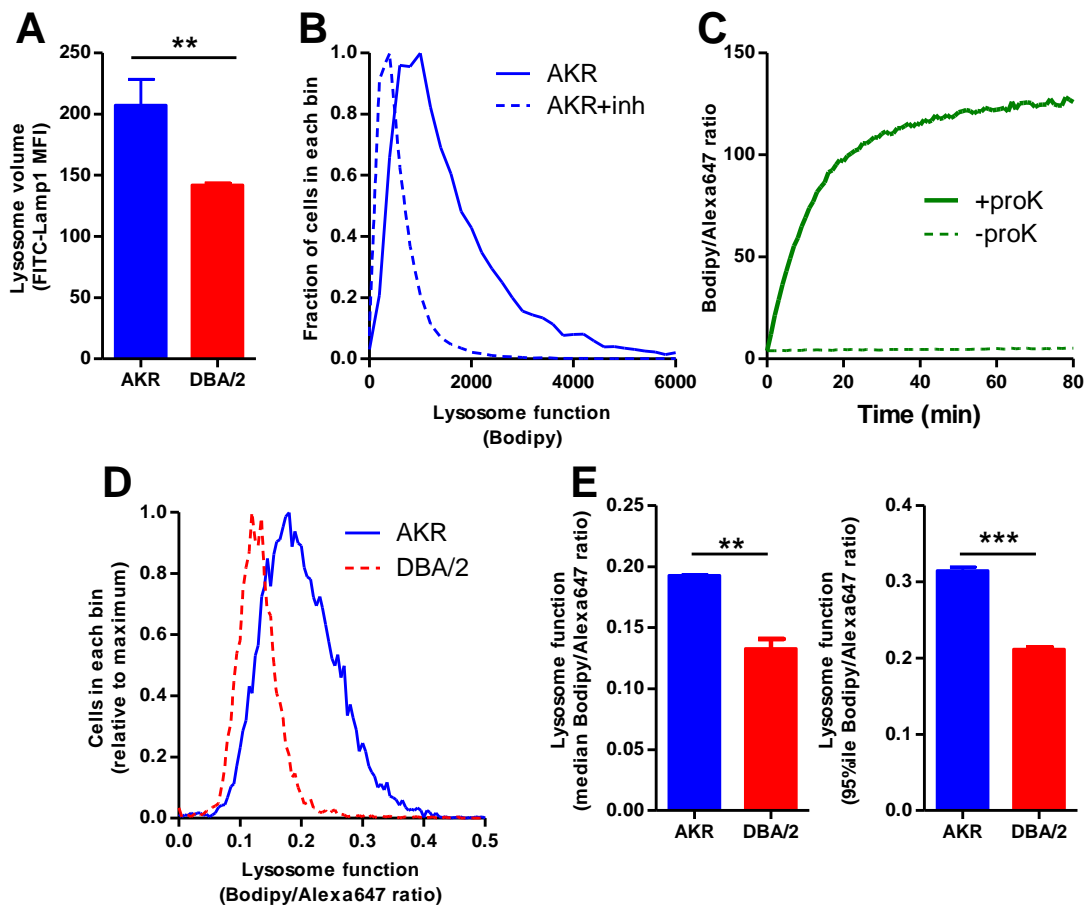 A
Lysosome volume
(FITC-Lamp1 MFI)
250
200
150
100
50
0
**
AKR
DBA/2
B
Fraction of cells in each bin
1.0
0.8
0.6
0.4
0.2
0.0
AKR
AKR+inh
0
2000
4000
6000
Lysosome function
(Bodipy)
C
Bodipy/Alexa647 ratio
150
100
50
0
+proK
-proK
0
20
40
60
80
Time (min)
D
Cells in each bin
(relative to maximum)
1.0
0.8
0.6
0.4
0.2
0.0
AKR
DBA/2
0.0
0.1
0.2
0.3
0.4
0.5
Lysosome function
(Bodipy/Alexa647 ratio)
E
Lysosome function
(median Bodipy/Alexa647 ratio)
0.25
0.20
0.15
0.10
0.05
0.00
**
AKR
DBA/2
Lysosome function
(95%ile Bodipy/Alexa647 ratio)
0.4
0.3
0.2
0.1
0.0
***
AKR
DBA/2